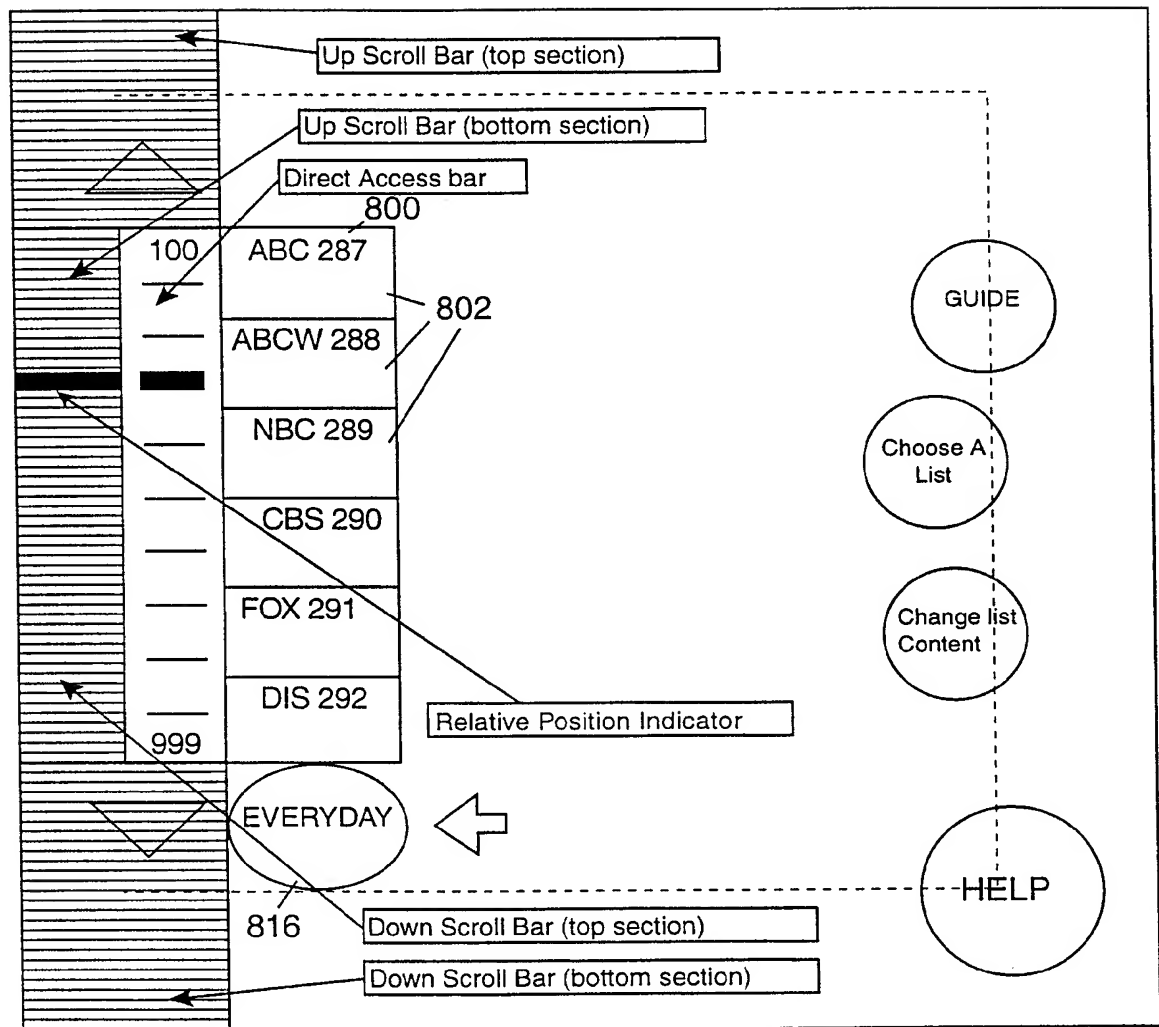 Up Scroll Bar (top section)
Up Scroll Bar (bottom section)
Direct Access bar
800
100
ABC 287
802
ABCW 288
NBC 289
CBS 290
FOX 291
DIS 292
999
GUIDE
Choose A
List
Change list
Content
Relative Position Indicator
EVERYDAY
816
HELP
Down Scroll Bar (top section)
Down Scroll Bar (bottom section)